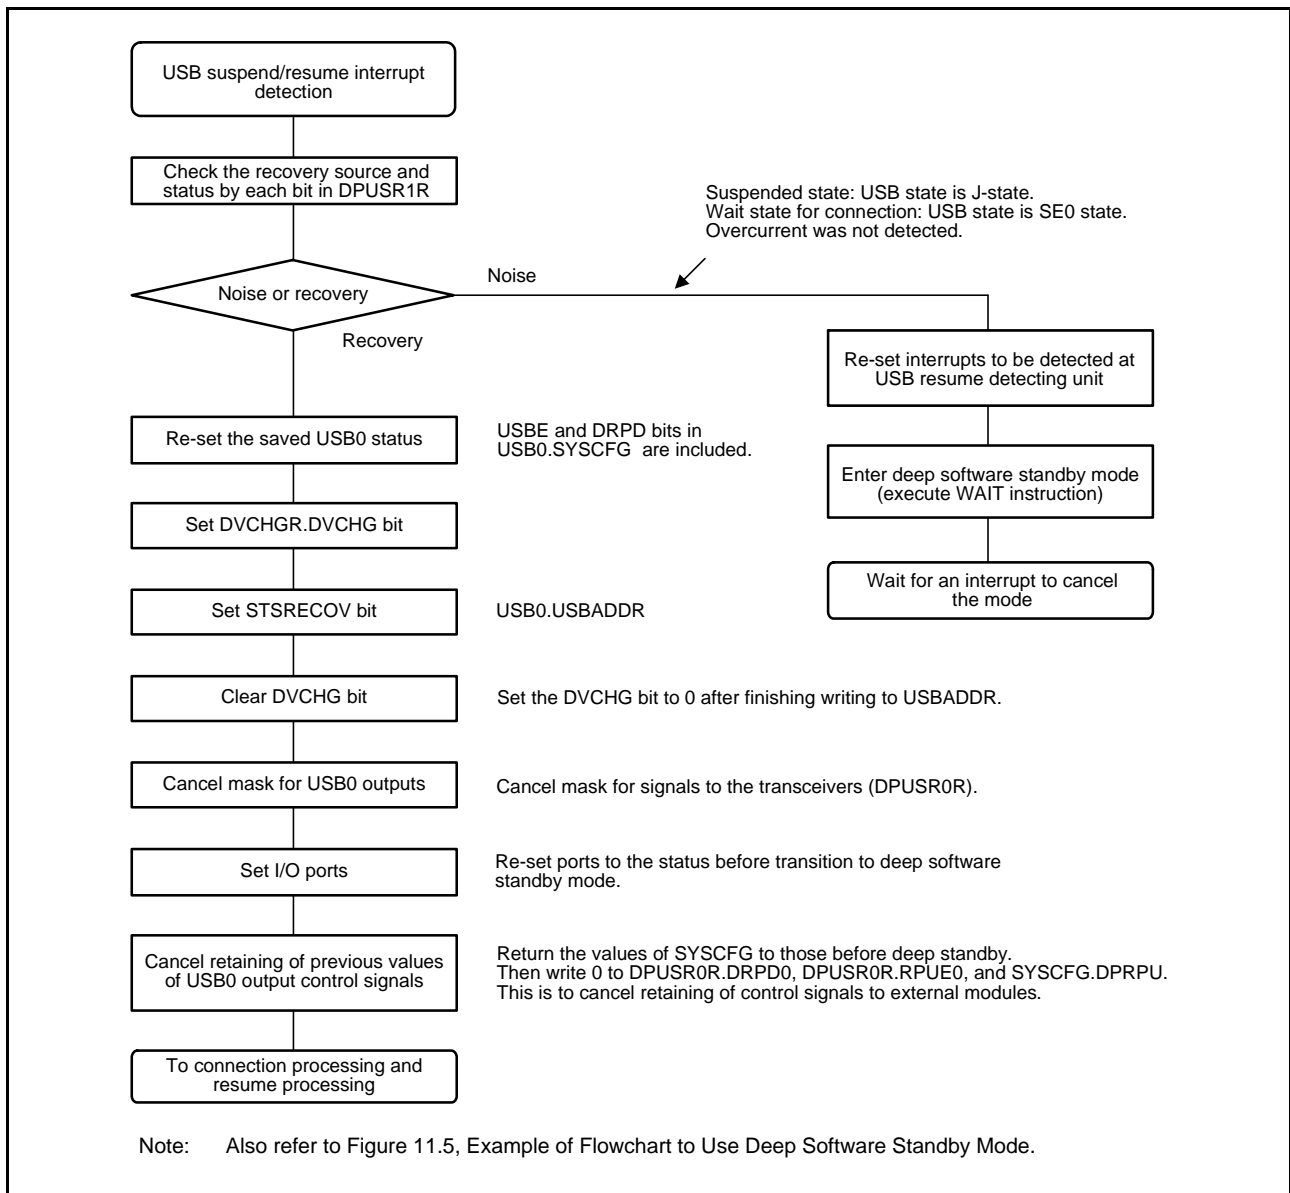 USB suspend/resume interrupt
detection
Check the recovery source and
status by each bit in DPUSR1R
Suspended state: USB state is J-state.
Wait state for connection: USB state is SE0 state.
Overcurrent was not detected.
Noise or recovery
Noise
Recovery
Re-set interrupts to be detected at
USB resume detecting unit
Re-set the saved USB0 status
USBE and DRPD bits in
USB0.SYSCFG are included.
Enter deep software standby mode
(execute WAIT instruction)
Set DVCHGR.DVCHG bit
Wait for an interrupt to cancel
the mode
Set STSRECOV bit
USB0.USBADDR
Clear DVCHG bit
Set the DVCHG bit to 0 after finishing writing to USBADDR.
Cancel mask for USB0 outputs
Cancel mask for signals to the transceivers (DPUSR0R).
Set I/O ports
Re-set ports to the status before transition to deep software
standby mode.
Cancel retaining of previous values
of USB0 output control signals
Return the values of SYSCFG to those before deep standby.
Then write 0 to DPUSR0R.DRPD0, DPUSR0R.RPUE0, and SYSCFG.DPRPU.
This is to cancel retaining of control signals to external modules.
To connection processing and
resume processing
Note: Also refer to Figure 11.5, Example of Flowchart to Use Deep Software Standby Mode.